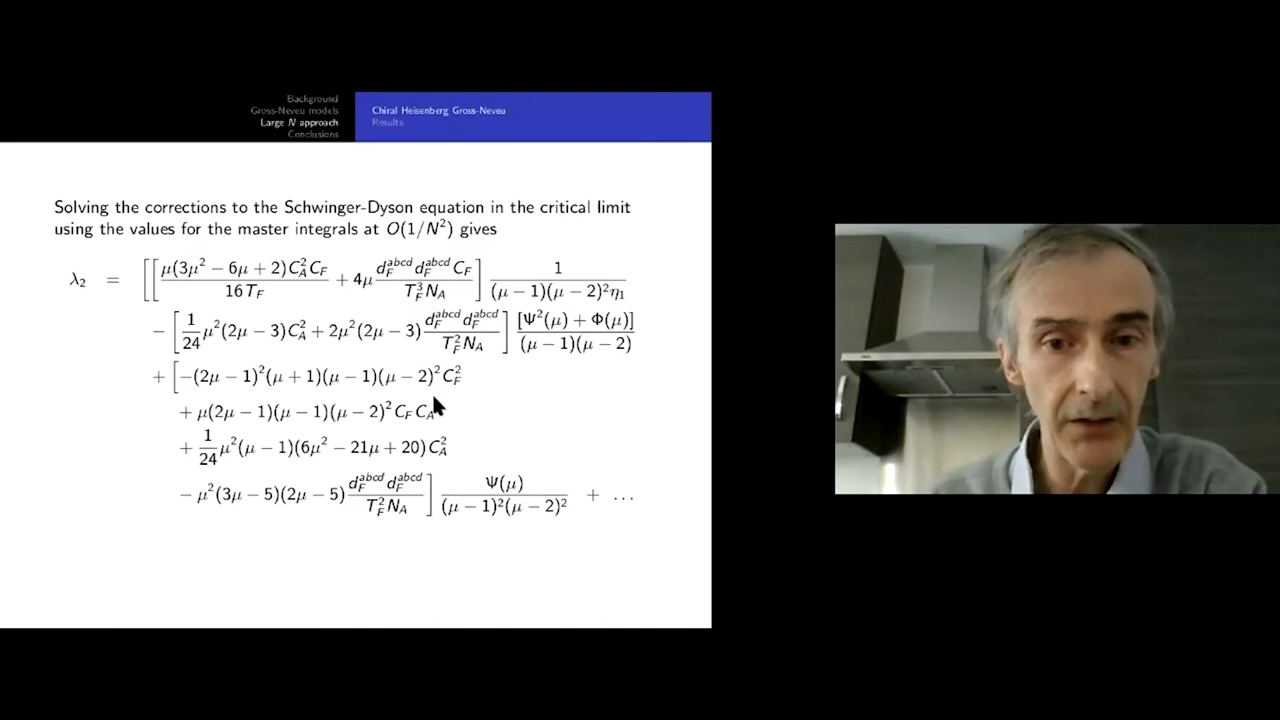 Background
Gross-Neveu models
Large N approach
Conclusions
Chiral Heisenberg Gross-Neveu
Results
Solving the corrections to the Schwinger-Dyson equation in the critical limit
using the values for the master integrals at O(1/N²) gives
λ₂ = [[ μ(3μ² − 6μ + 2)C_A²C_F / 16T_F + 4μ d_F^{abcd} d_F^{abcd} C_F / T_F³N_A ] 1 / (μ − 1)(μ − 2)²η₁
− [ 1/24 μ²(2μ − 3)C_A² + 2μ²(2μ − 3) d_F^{abcd} d_F^{abcd} / T_F²N_A ] [Ψ²(μ) + Φ(μ)] / (μ − 1)(μ − 2)
+ [ −(2μ − 1)²(μ + 1)(μ − 1)(μ − 2)²C_F²
+ μ(2μ − 1)(μ − 1)(μ − 2)²C_F C_A
+ 1/24 μ²(μ − 1)(6μ² − 21μ + 20)C_A²
− μ²(3μ − 5)(2μ − 5) d_F^{abcd} d_F^{abcd} / T_F²N_A ] Ψ(μ) / (μ − 1)²(μ − 2)² + …